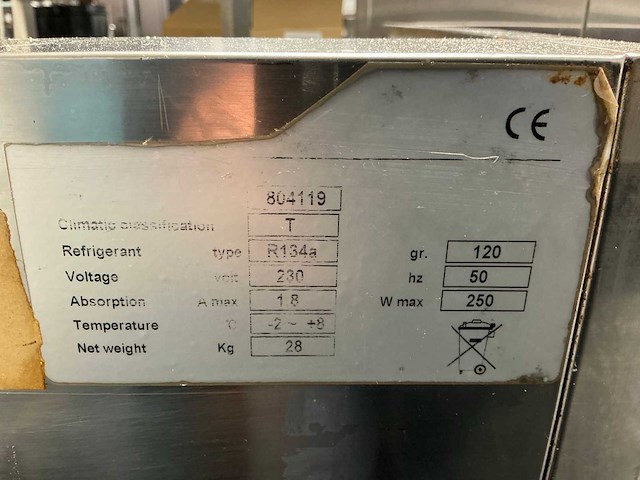 CE
804119
Climatic classification T
Refrigerant type R134a gr. 120
Voltage volt 230 hz 50
Absorption A max 1.8 W max 250
Temperature °C -2 ~ +8
Net weight Kg 28